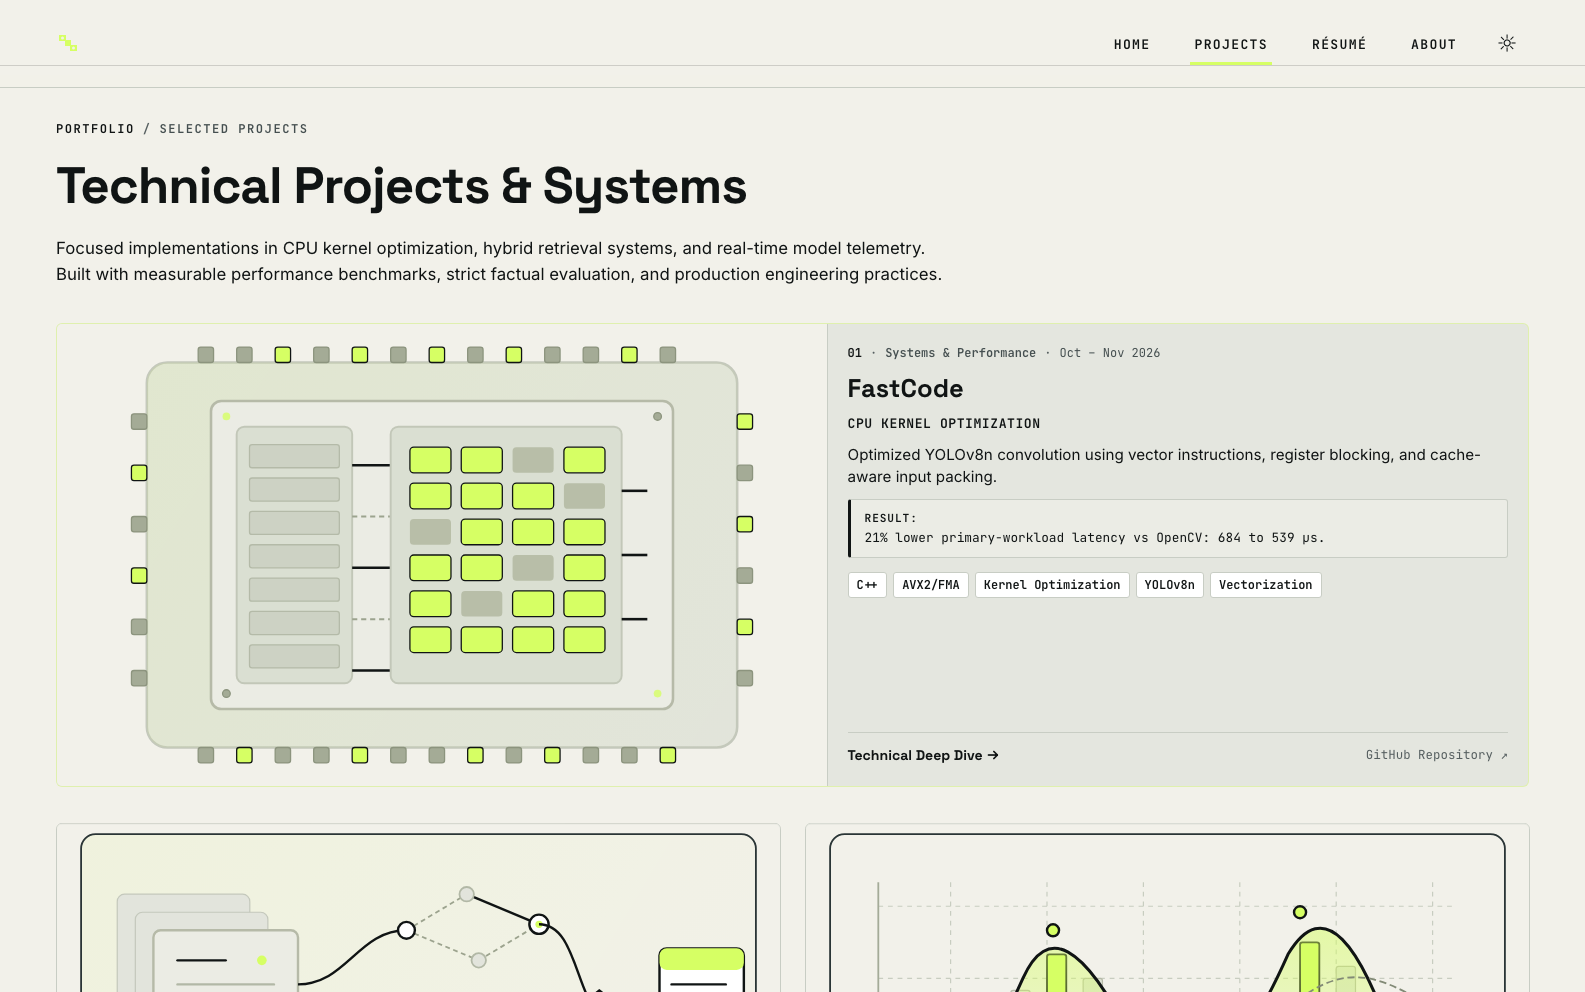 HOME PROJECTS RÉSUMÉ ABOUT
PORTFOLIO / SELECTED PROJECTS
Technical Projects & Systems
Focused implementations in CPU kernel optimization, hybrid retrieval systems, and real-time model telemetry.
Built with measurable performance benchmarks, strict factual evaluation, and production engineering practices.
01 · Systems & Performance · Oct – Nov 2026
FastCode
CPU KERNEL OPTIMIZATION
Optimized YOLOv8n convolution using vector instructions, register blocking, and cache-
aware input packing.
RESULT:
21% lower primary-workload latency vs OpenCV: 684 to 539 µs.
C++ AVX2/FMA Kernel Optimization YOLOv8n Vectorization
Technical Deep Dive → GitHub Repository ↗